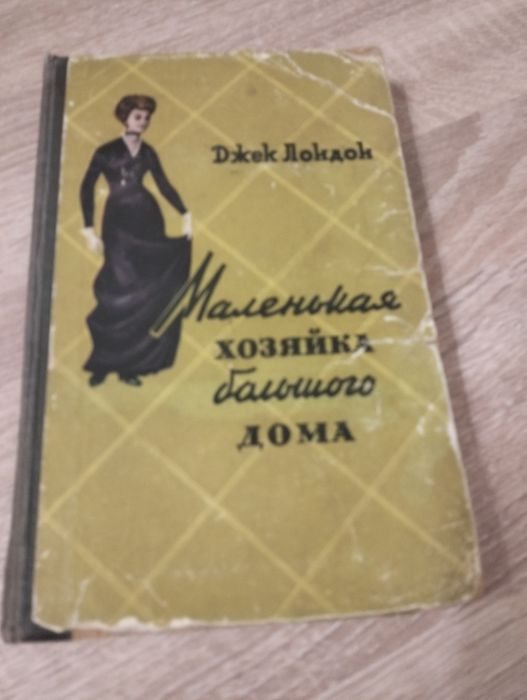 Джек Лондон
Маленькая
ХОЗЯЙКА
большого
ДОМА